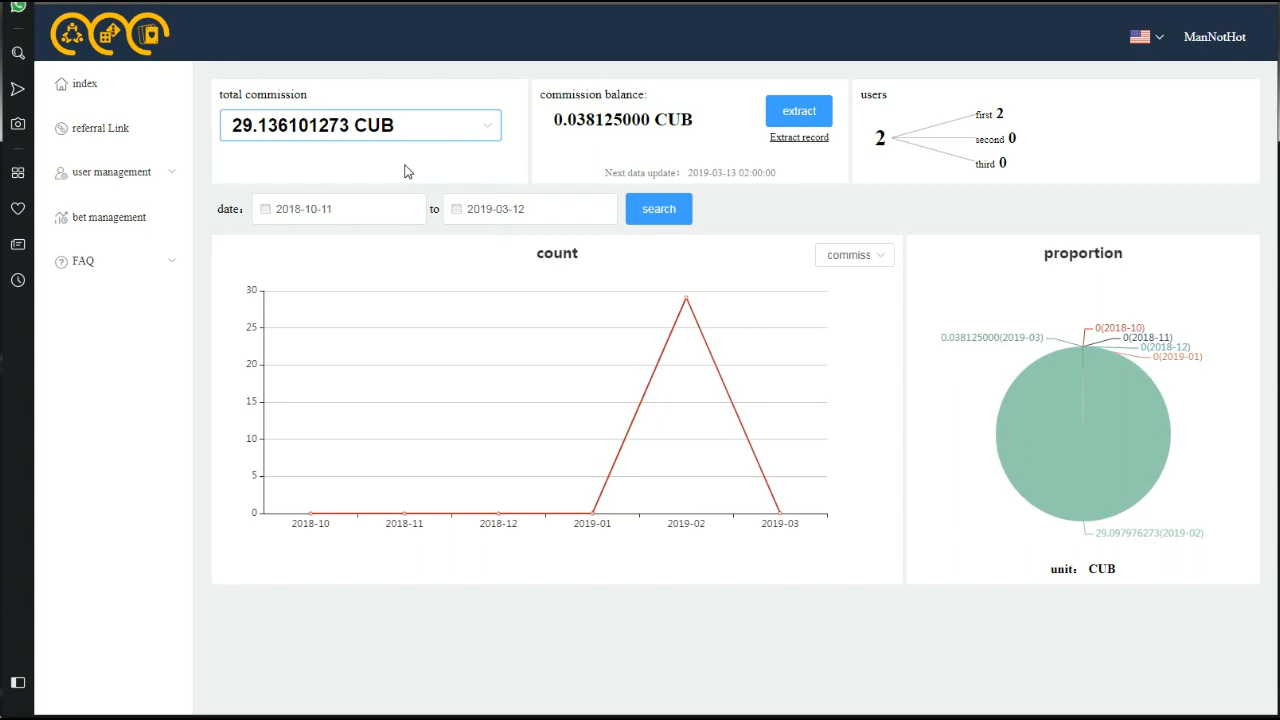 ManNotHot
index
referral Link
user management
bet management
FAQ
total commission
29.136101273 CUB
commission balance:
0.038125000 CUB
extract
Extract record
Next data update： 2019-03-13 02:00:00
users
2
first 2
second 0
third 0
date： 2018-10-11 to 2019-03-12 search
count
commiss
30
25
20
15
10
5
0
2018-10 2018-11 2018-12 2019-01 2019-02 2019-03
proportion
0(2018-10)
0.038125000(2019-03) 0(2018-11)
0(2018-12)
0(2019-01)
29.097976273(2019-02)
unit： CUB